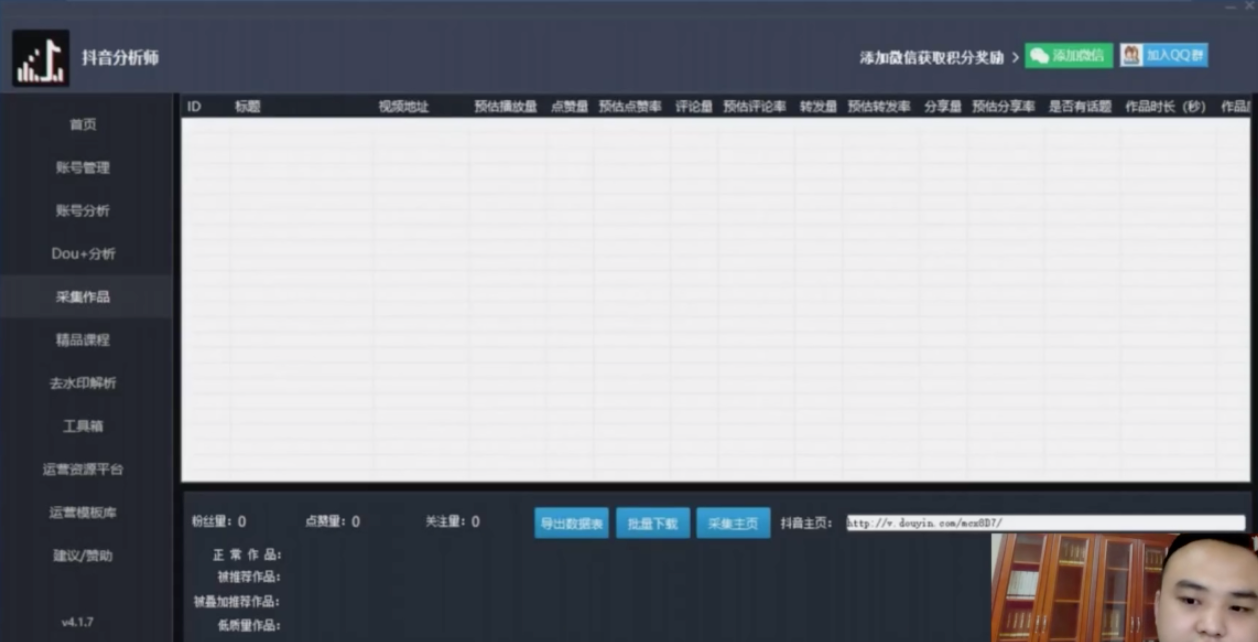 抖音分析师
添加微信获取积分奖励 > 添加微信 加入QQ群
首页
账号管理
账号分析
Dou+分析
采集作品
精品课程
去水印解析
工具箱
运营资源平台
运营模板库
建议/赞助
v4.1.7
ID 标题 视频地址 预估播放量 点赞量 预估点赞率 评论量 预估评论率 转发量 预估转发率 分享量 预估分享率 是否有话题 作品时长（秒） 作品
粉丝量：0 点赞量：0 关注量：0 导出数据表 批量下载 采集主页 抖音主页： http://v.douyin.com/mcx8D7/
正常作品：
被推荐作品：
被叠加推荐作品：
低质量作品：